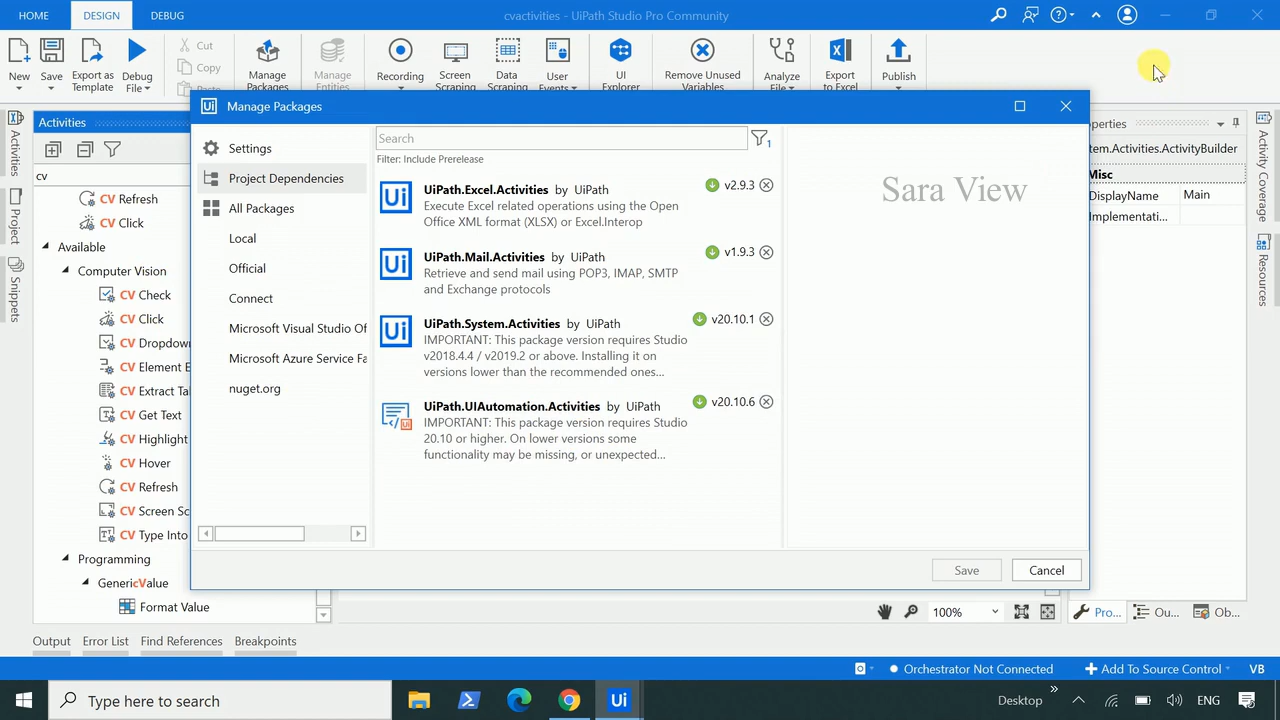 HOME DESIGN DEBUG cvactivities - UiPath Studio Pro Community
New Save Export as Template Debug File Cut Copy Manage Packages Manage Entities Recording Screen Scraping Data Scraping User Events UI Explorer Remove Unused Variables Analyze File Export to Excel Publish
Activities
Project
Snippets
Activities
cv
CV Refresh
CV Click
Available
Computer Vision
CV Check
CV Click
CV Dropdow
CV Element E
CV Extract Ta
CV Get Text
CV Highlight
CV Hover
CV Refresh
CV Screen Sc
CV Type Into
Programming
GenericValue
Format Value
Manage Packages
Settings
Project Dependencies
All Packages
Local
Official
Connect
Microsoft Visual Studio Of
Microsoft Azure Service Fa
nuget.org
Search
1
Filter: Include Prerelease
UiPath.Excel.Activities by UiPath v2.9.3
Execute Excel related operations using the Open
Office XML format (XLSX) or Excel.Interop
UiPath.Mail.Activities by UiPath v1.9.3
Retrieve and send mail using POP3, IMAP, SMTP
and Exchange protocols
UiPath.System.Activities by UiPath v20.10.1
IMPORTANT: This package version requires Studio
v2018.4.4 / v2019.2 or above. Installing it on
versions lower than the recommended ones...
UiPath.UIAutomation.Activities by UiPath v20.10.6
IMPORTANT: This package version requires Studio
20.10 or higher. On lower versions some
functionality may be missing, or unexpected...
Sara View
Save Cancel
perties
tem.Activities.ActivityBuilder
Misc
DisplayName Main
Implementati...
Activity Coverage
Resources
100%
Pro... Ou... Ob...
Output Error List Find References Breakpoints
Orchestrator Not Connected Add To Source Control VB
Type here to search
Ui
Desktop
ENG